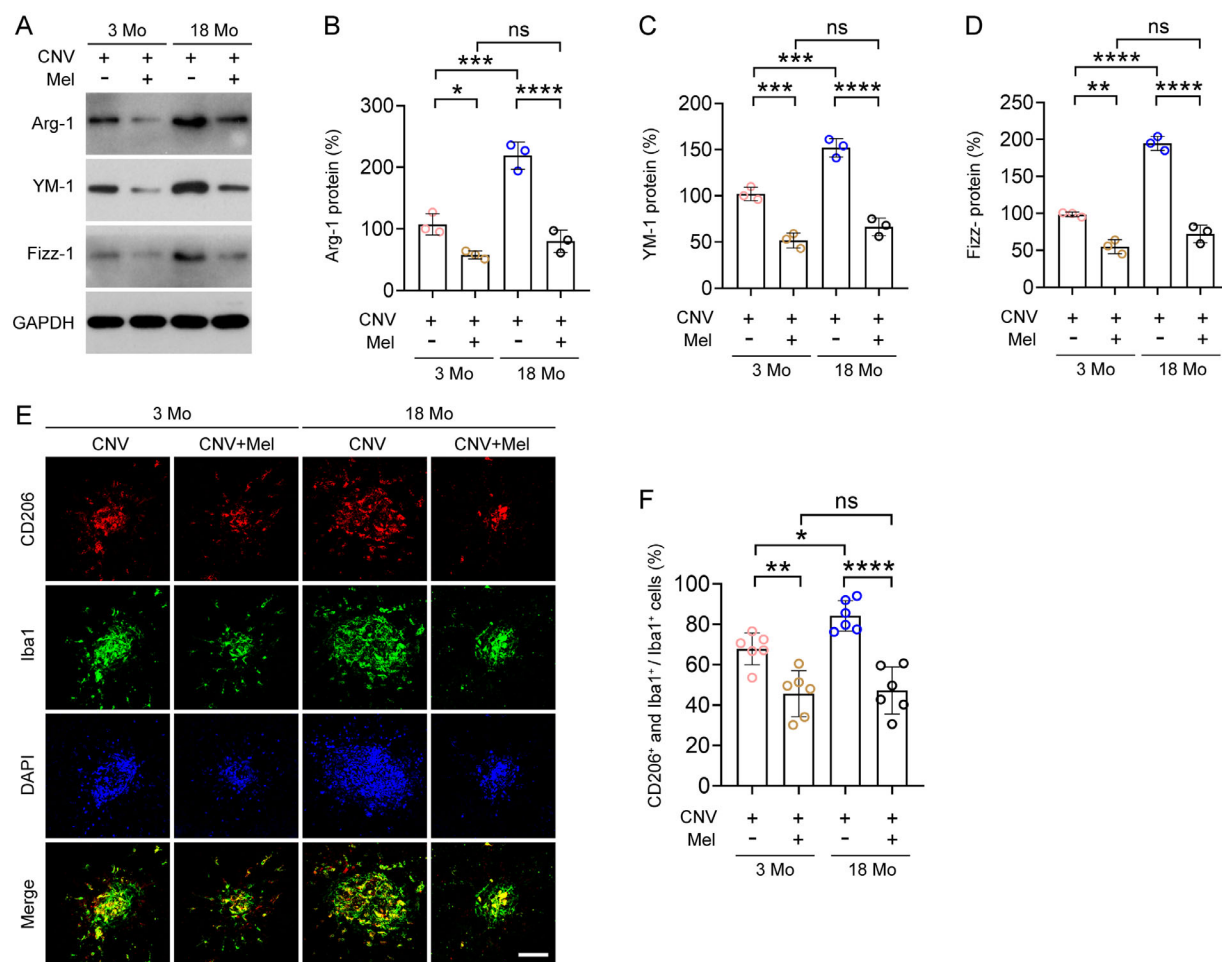 A
3 Mo 18 Mo
CNV + + + +
Mel - + - +
Arg-1
YM-1
Fizz-1
GAPDH
B
ns
***
* ****
Arg-1 protein (%)
300
200
100
0
CNV + + + +
Mel - + - +
3 Mo 18 Mo
C
ns
***
*** ****
YM-1 protein (%)
200
150
100
50
0
CNV + + + +
Mel - + - +
3 Mo 18 Mo
D
ns
****
** ****
Fizz- protein (%)
250
200
150
100
50
0
CNV + + + +
Mel - + - +
3 Mo 18 Mo
E
3 Mo 18 Mo
CNV CNV+Mel CNV CNV+Mel
CD206
Iba1
DAPI
Merge
F
ns
*
** ****
CD206⁺ and Iba1⁺ / Iba1⁺ cells (%)
100
80
60
40
20
0
CNV + + + +
Mel - + - +
3 Mo 18 Mo